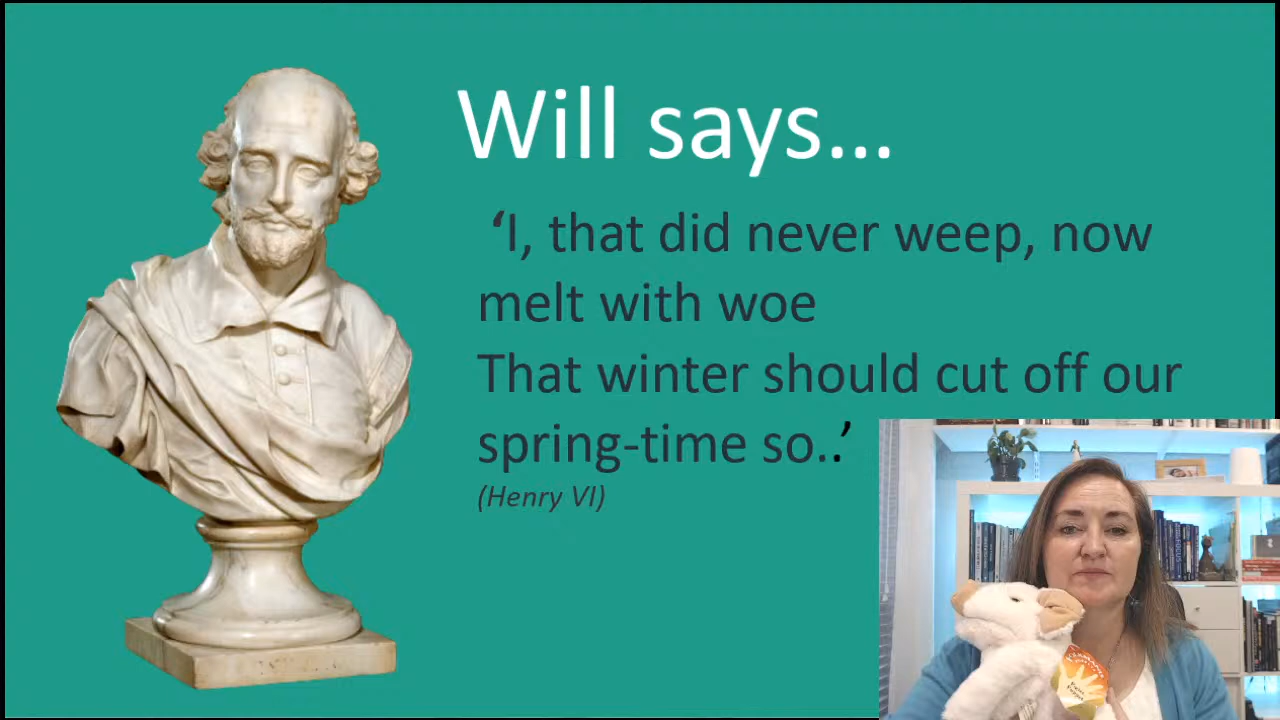 Will says...
‘I, that did never weep, now
melt with woe
That winter should cut off our
spring-time so..’
(Henry VI)